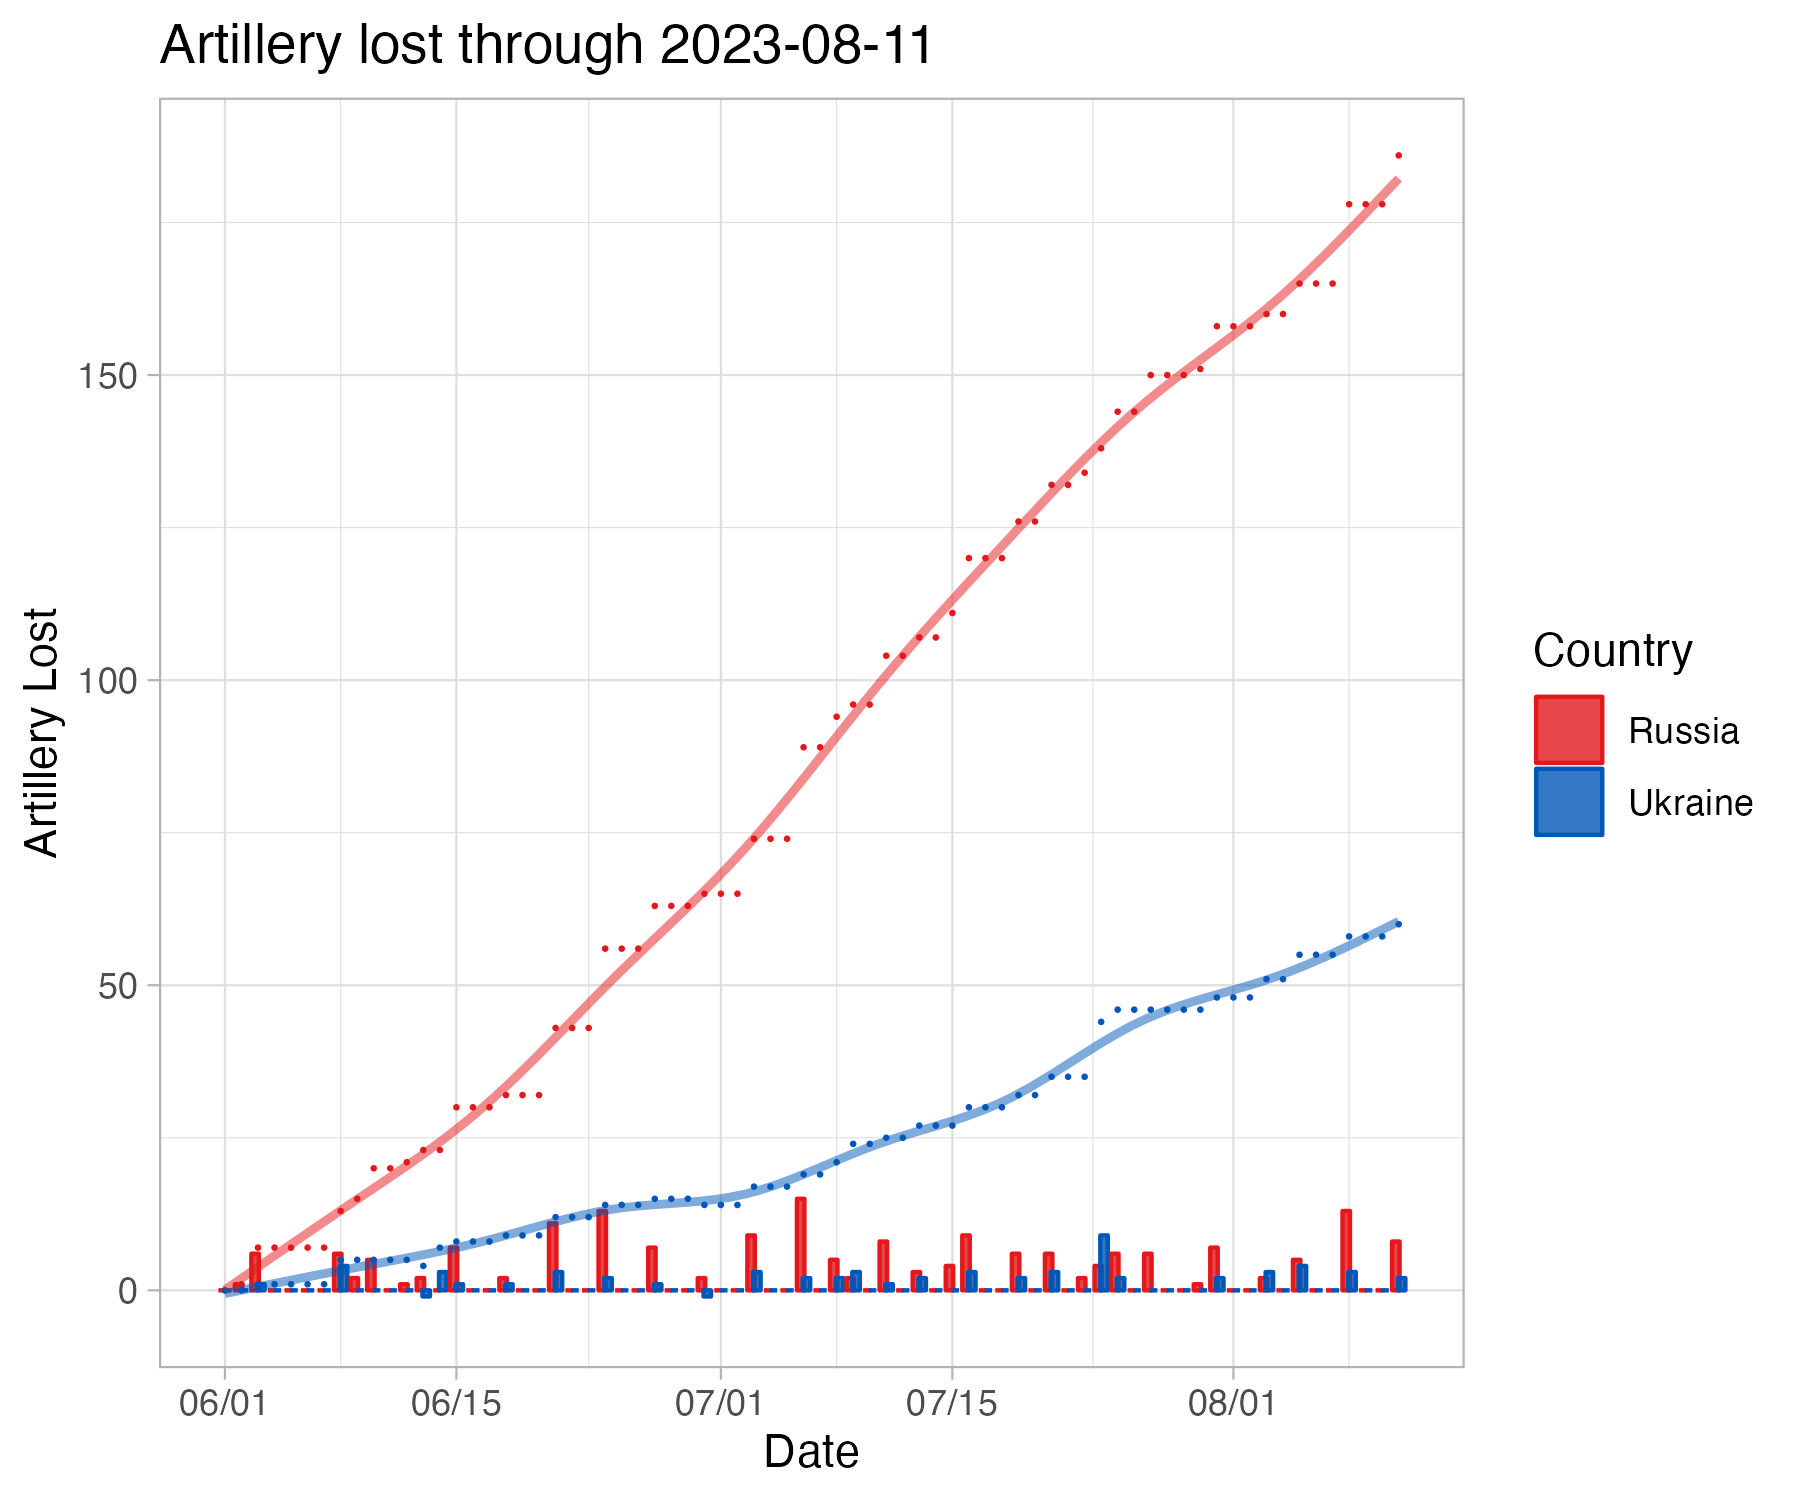 Artillery lost through 2023-08-11
Artillery Lost
150
100
50
0
06/01
06/15
07/01
07/15
08/01
Date
Country
Russia
Ukraine